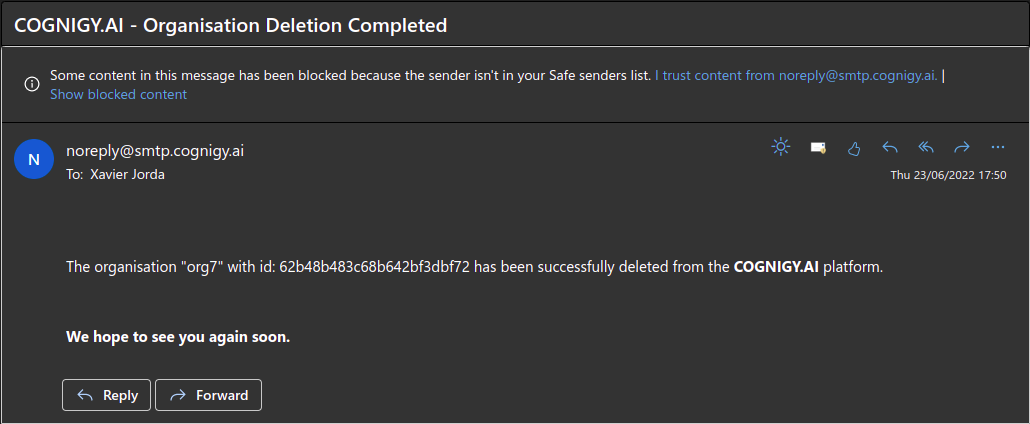 COGNIGY.AI - Organisation Deletion Completed
Some content in this message has been blocked because the sender isn't in your Safe senders list. I trust content from noreply@smtp.cognigy.ai. |
Show blocked content
N
noreply@smtp.cognigy.ai
To: Xavier Jorda
Thu 23/06/2022 17:50
The organisation "org7" with id: 62b48b483c68b642bf3dbf72 has been successfully deleted from the COGNIGY.AI platform.
We hope to see you again soon.
Reply Forward